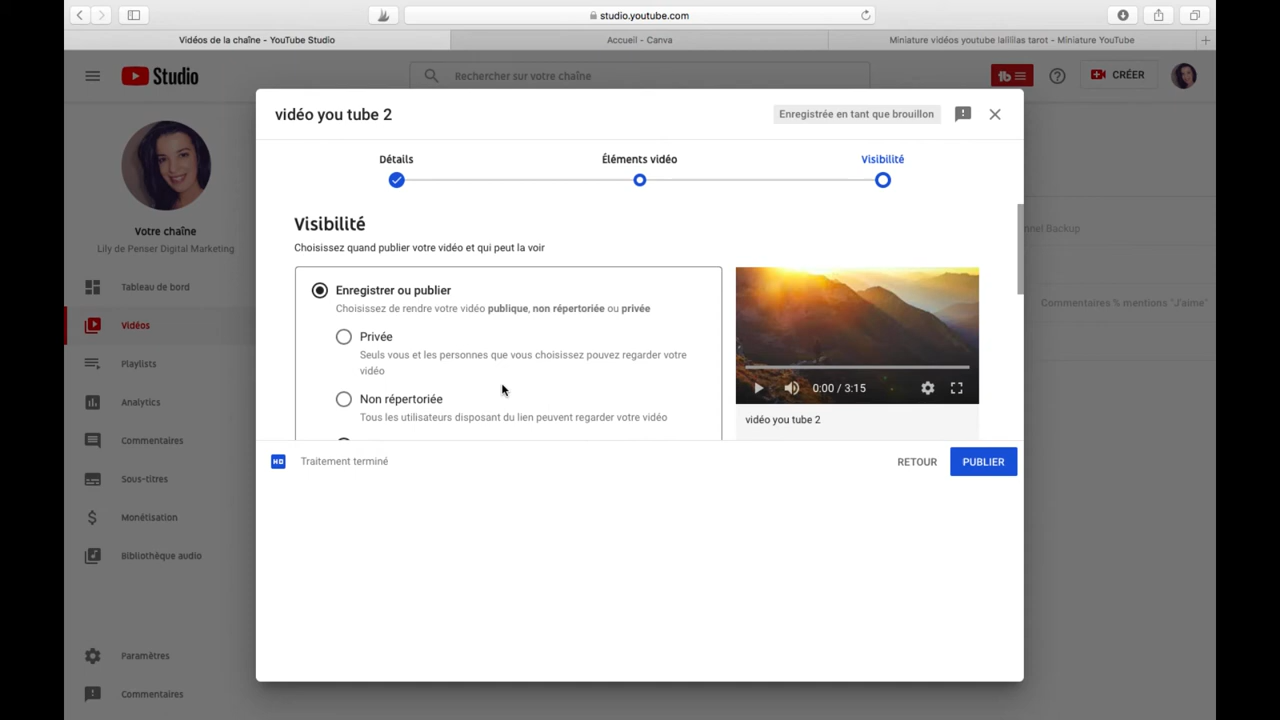 studio.youtube.com
Vidéos de la chaîne - YouTube Studio
Accueil - Canva
Miniature vidéos youtube lalililas tarot - Miniature YouTube
Studio
Rechercher sur votre chaîne
CRÉER
vidéo you tube 2
Enregistrée en tant que brouillon
Détails
Éléments vidéo
Visibilité
Votre chaîne
Lily de Penser Digital Marketing
Tableau de bord
Vidéos
Playlists
Analytics
Commentaires
Sous-titres
Monétisation
Bibliothèque audio
Paramètres
Commentaires
Visibilité
Choisissez quand publier votre vidéo et qui peut la voir
Enregistrer ou publier
Choisissez de rendre votre vidéo publique, non répertoriée ou privée
Privée
Seuls vous et les personnes que vous choisissez pouvez regarder votre
vidéo
Non répertoriée
Tous les utilisateurs disposant du lien peuvent regarder votre vidéo
0:00 / 3:15
vidéo you tube 2
nnel Backup
Commentaires % mentions "J'aime"
HD
Traitement terminé
RETOUR
PUBLIER